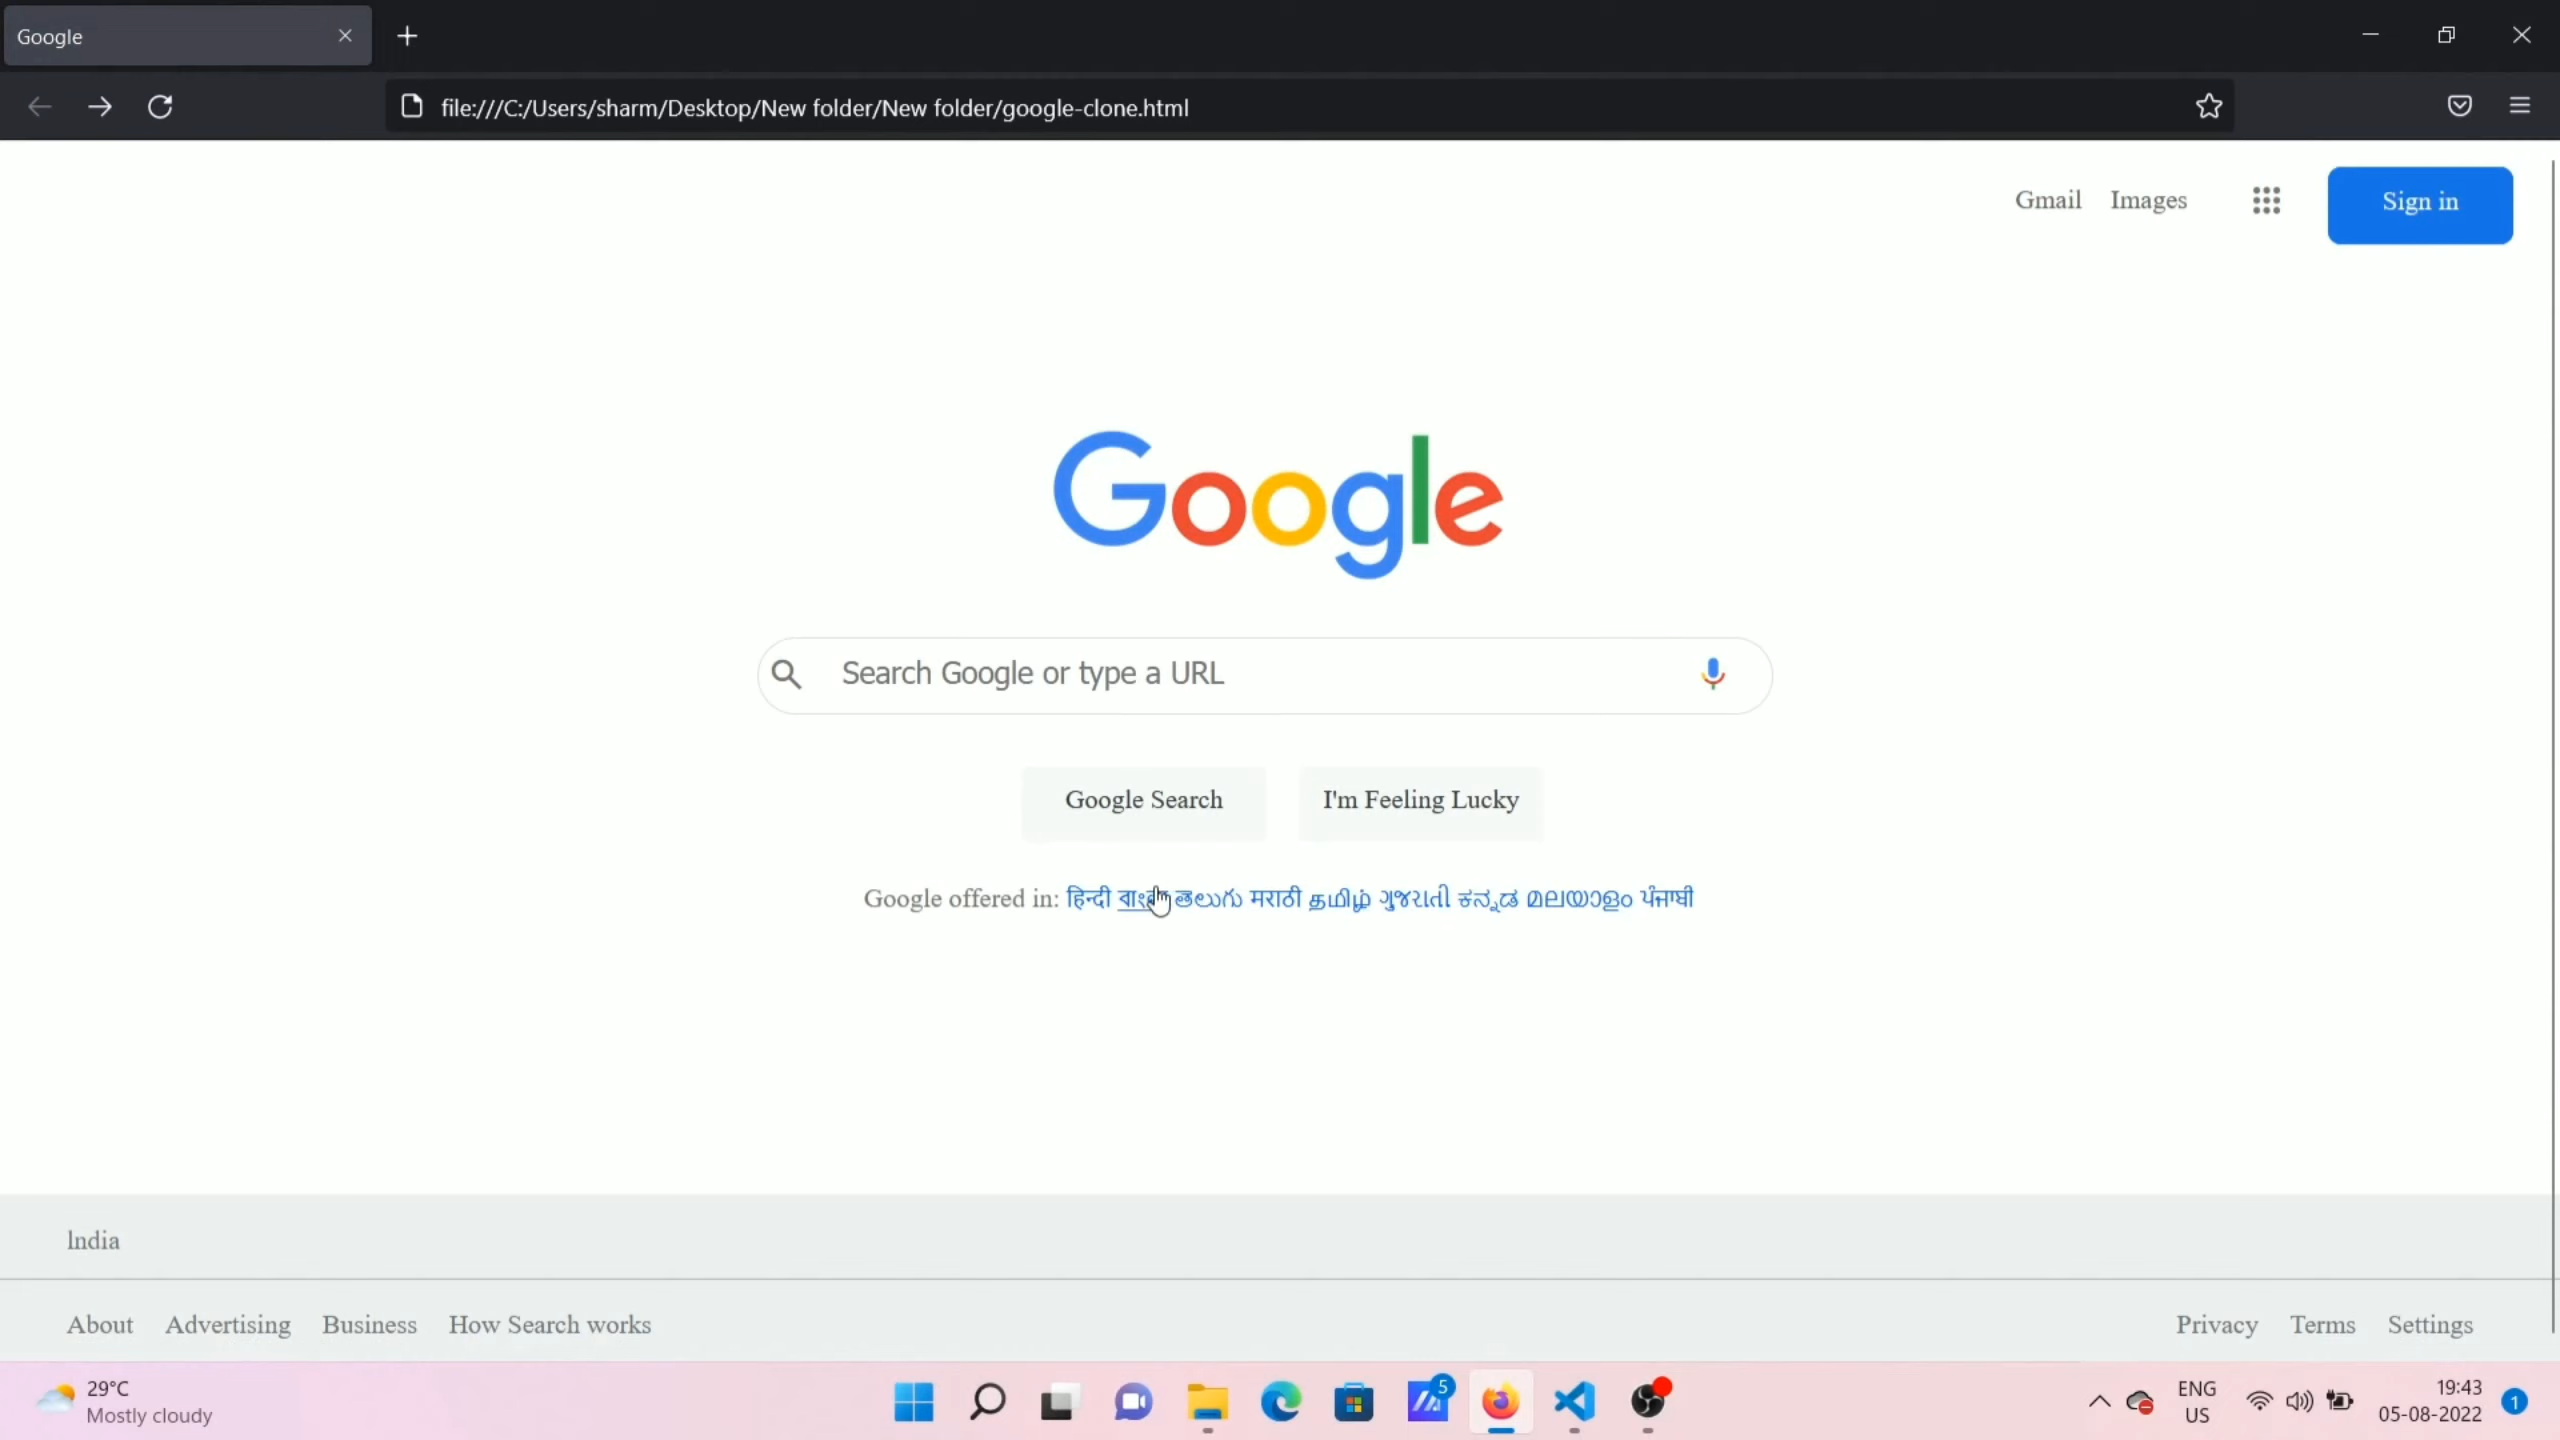 Google
file:///C:/Users/sharm/Desktop/New folder/New folder/google-clone.html
Gmail Images Sign in
Google
Search Google or type a URL
Google Search I'm Feeling Lucky
Google offered in: हिन्दी తెలుగు मराठी தமிழ் ગુજરાતી ಕನ್ನಡ മലയാളം ਪੰਜਾਬੀ
India
About Advertising Business How Search works Privacy Terms Settings
29°C
Mostly cloudy
5
ENG
US
19:43
05-08-2022
1